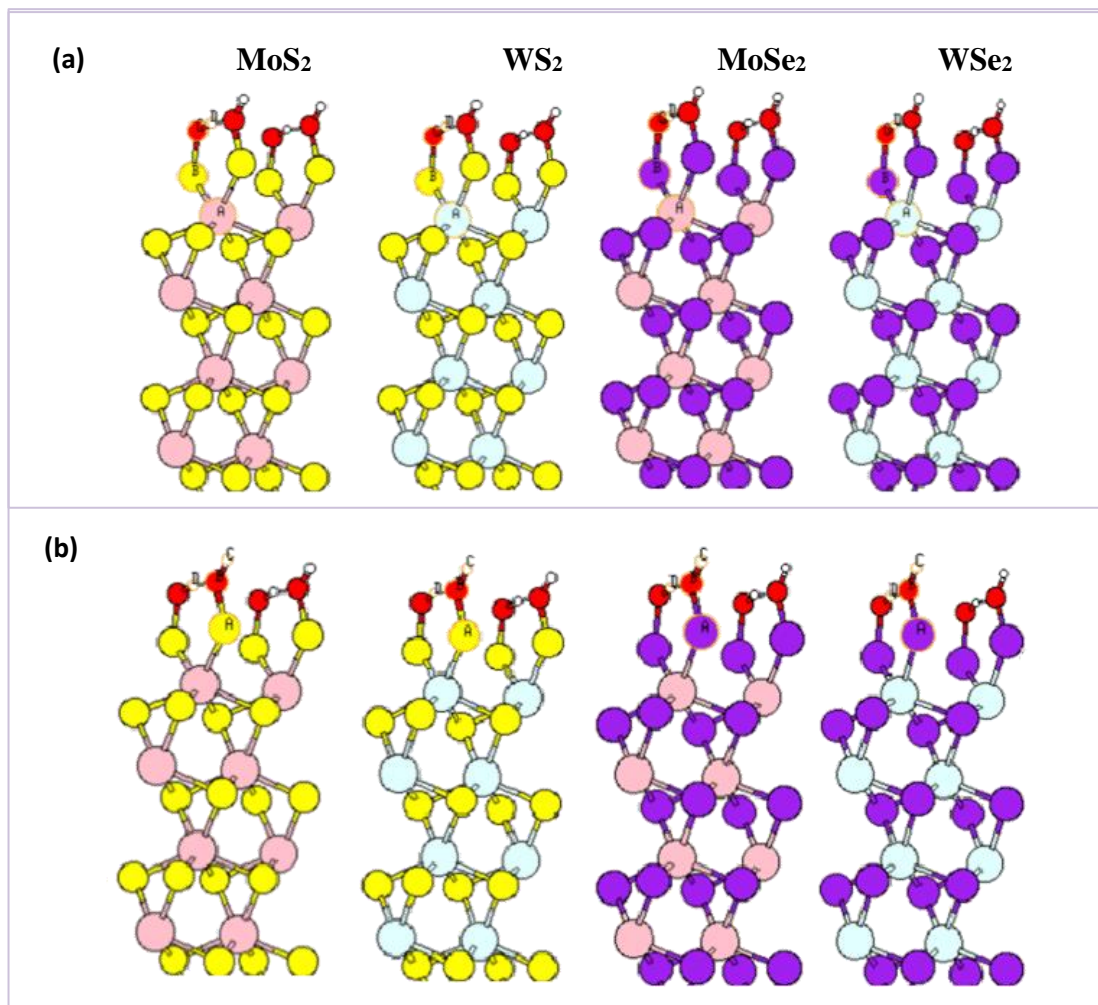 (a) MoS₂ WS₂ MoSe₂ WSe₂
D D D D
B B B B
A A A A
(b)
C C C C
D D D D
A A A A